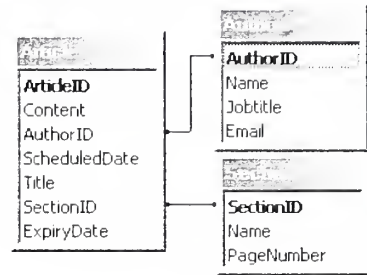 ArticleID
Content
AuthorID
ScheduledDate
Title
SectionID
ExpiryDate
AuthorID
Name
Jobtitle
Email
SectionID
Name
PageNumber